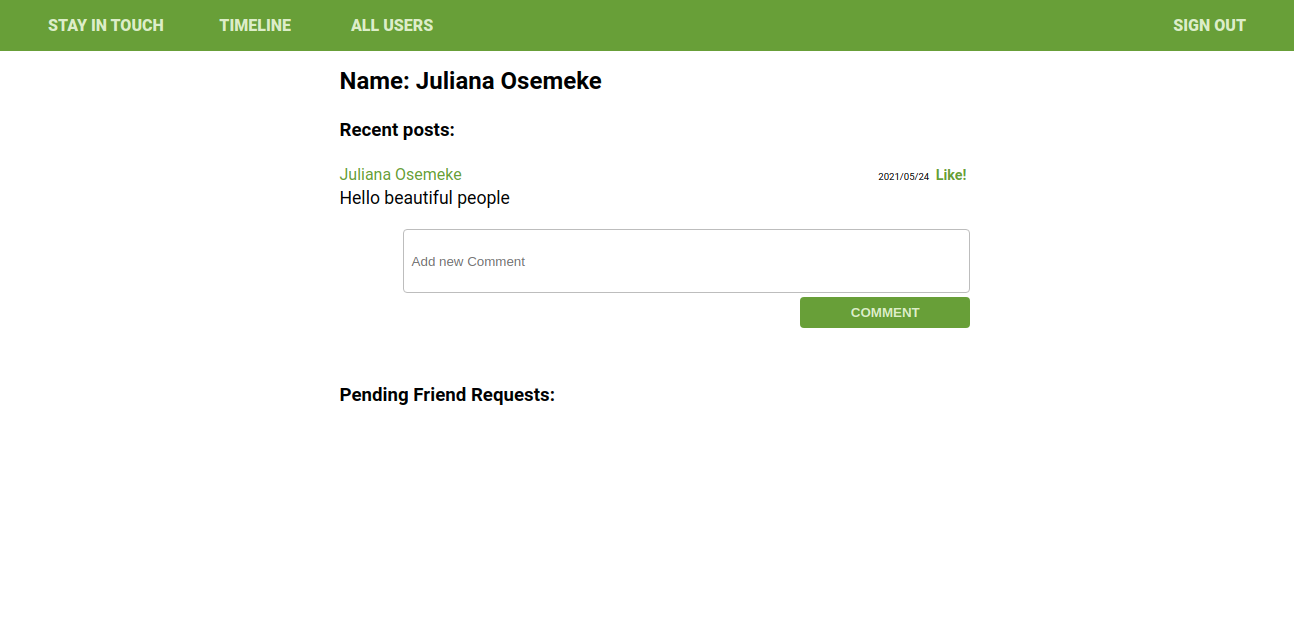 STAY IN TOUCH TIMELINE ALL USERS SIGN OUT
Name: Juliana Osemeke
Recent posts:
Juliana Osemeke 2021/05/24 Like!
Hello beautiful people
Add new Comment
COMMENT
Pending Friend Requests: